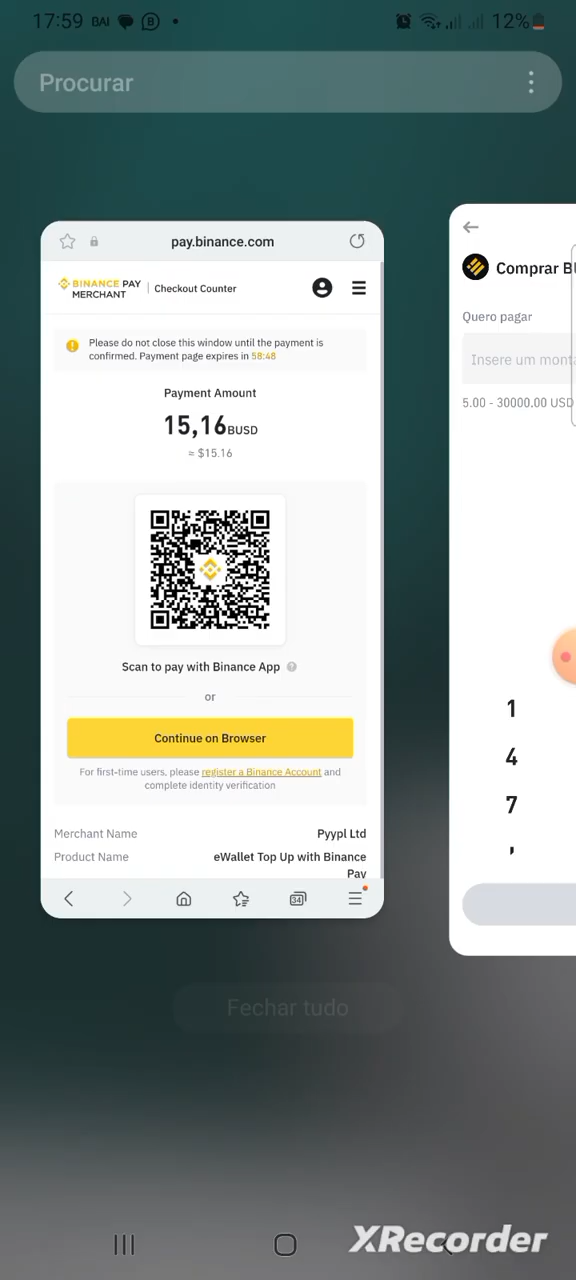 17:59 BAI
12%
Procurar
pay.binance.com
BINANCE PAY
MERCHANT
Checkout Counter
Please do not close this window until the payment is
confirmed. Payment page expires in 58:48
Payment Amount
15,16 BUSD
≈ $15.16
Scan to pay with Binance App
or
Continue on Browser
For first-time users, please register a Binance Account and
complete identity verification
Merchant Name Pyypl Ltd
Product Name eWallet Top Up with Binance
Pay
34
Comprar
Quero pagar
Insere um
5.00 - 30000.00 USD
1
4
7
,
Fechar tudo
XRecorder